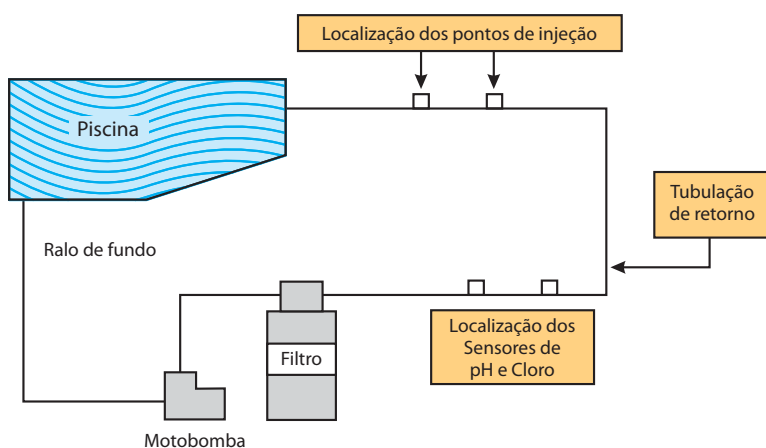 Localização dos pontos de injeção
Piscina
Tubulação
de retorno
Ralo de fundo
Localização dos
Sensores de
pH e Cloro
Filtro
Motobomba